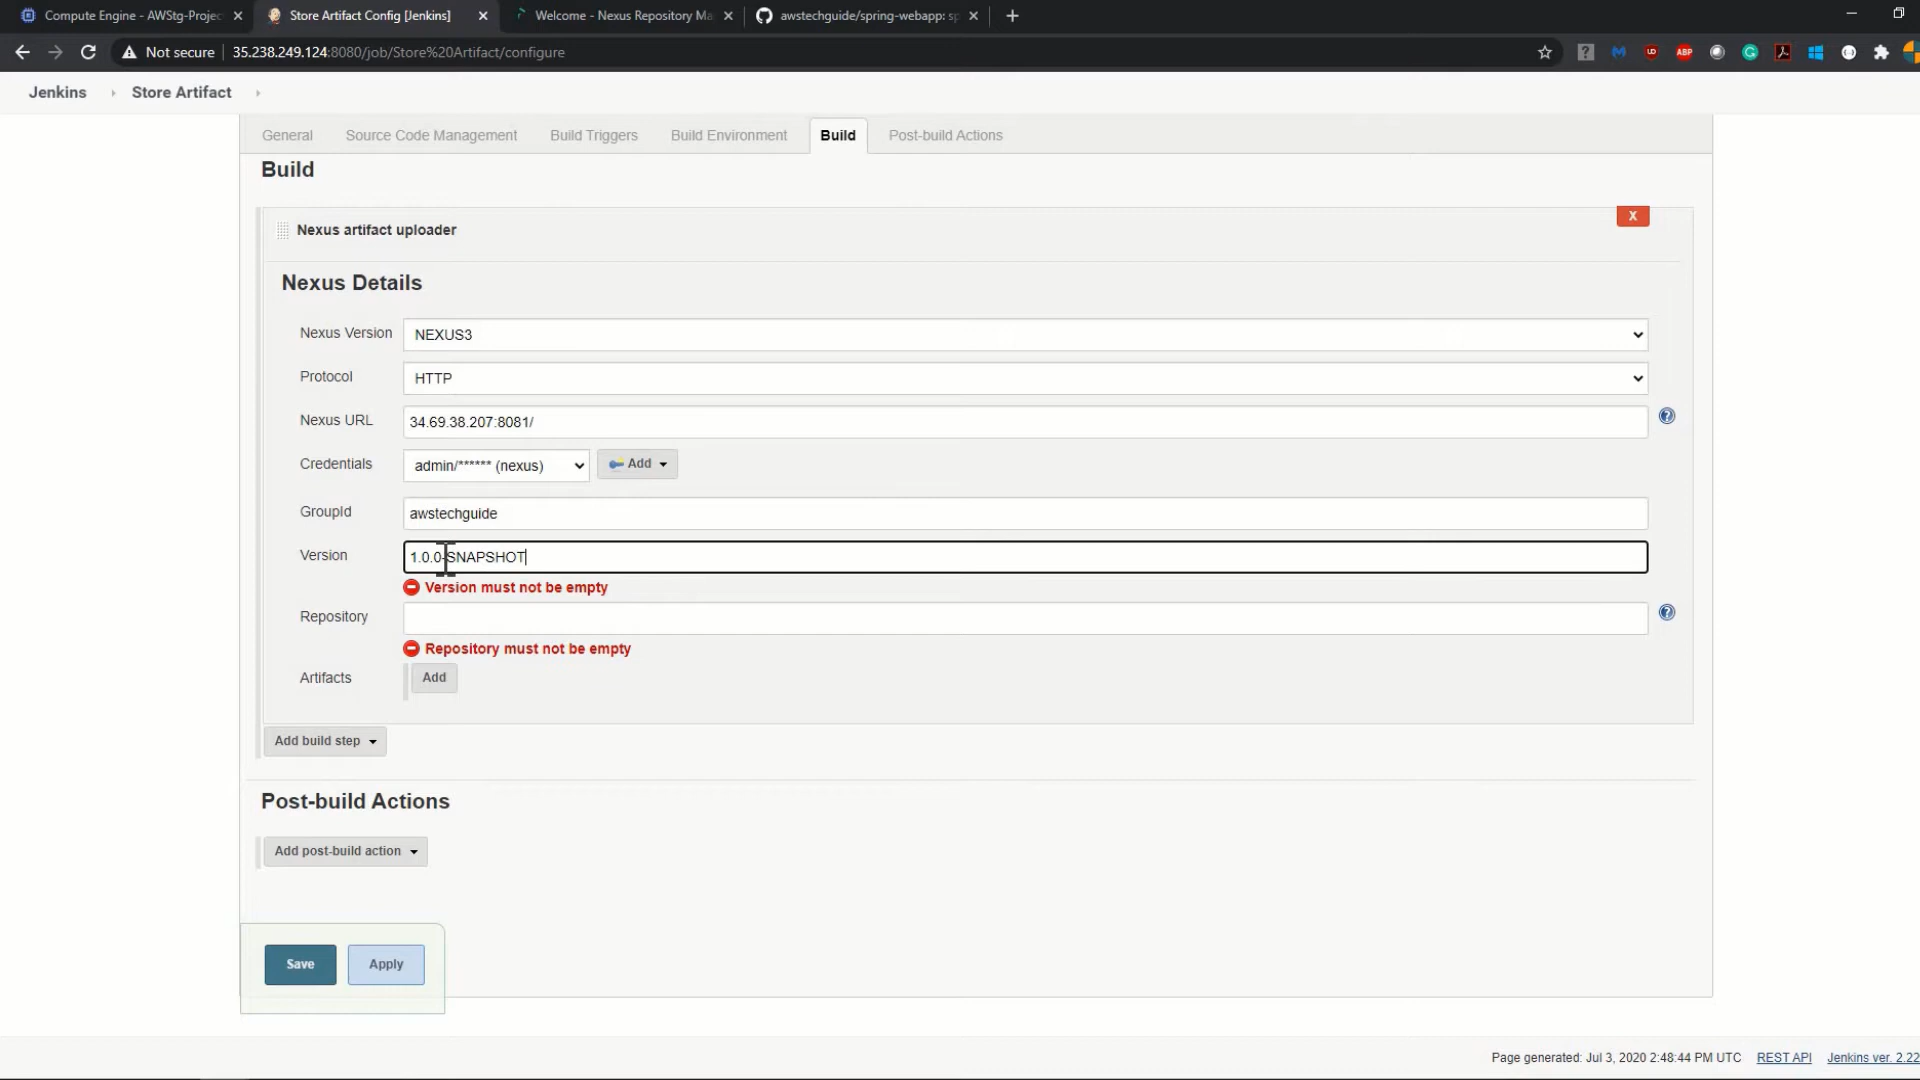 Compute Engine - AWStg-Projec
Store Artifact Config [Jenkins]
Welcome - Nexus Repository Ma
awstechguide/spring-webapp: sp
Not secure 35.238.249.124:8080/job/Store%20Artifact/configure
Jenkins Store Artifact
General Source Code Management Build Triggers Build Environment Build Post-build Actions
Build
X
Nexus artifact uploader
Nexus Details
Nexus Version NEXUS3
Protocol HTTP
Nexus URL 34.69.38.207:8081/
Credentials admin/****** (nexus) Add
GroupId awstechguide
Version 1.0.0-SNAPSHOT
Version must not be empty
Repository
Repository must not be empty
Artifacts Add
Add build step
Post-build Actions
Add post-build action
Save Apply
Page generated: Jul 3, 2020 2:48:44 PM UTC REST API Jenkins ver. 2.22